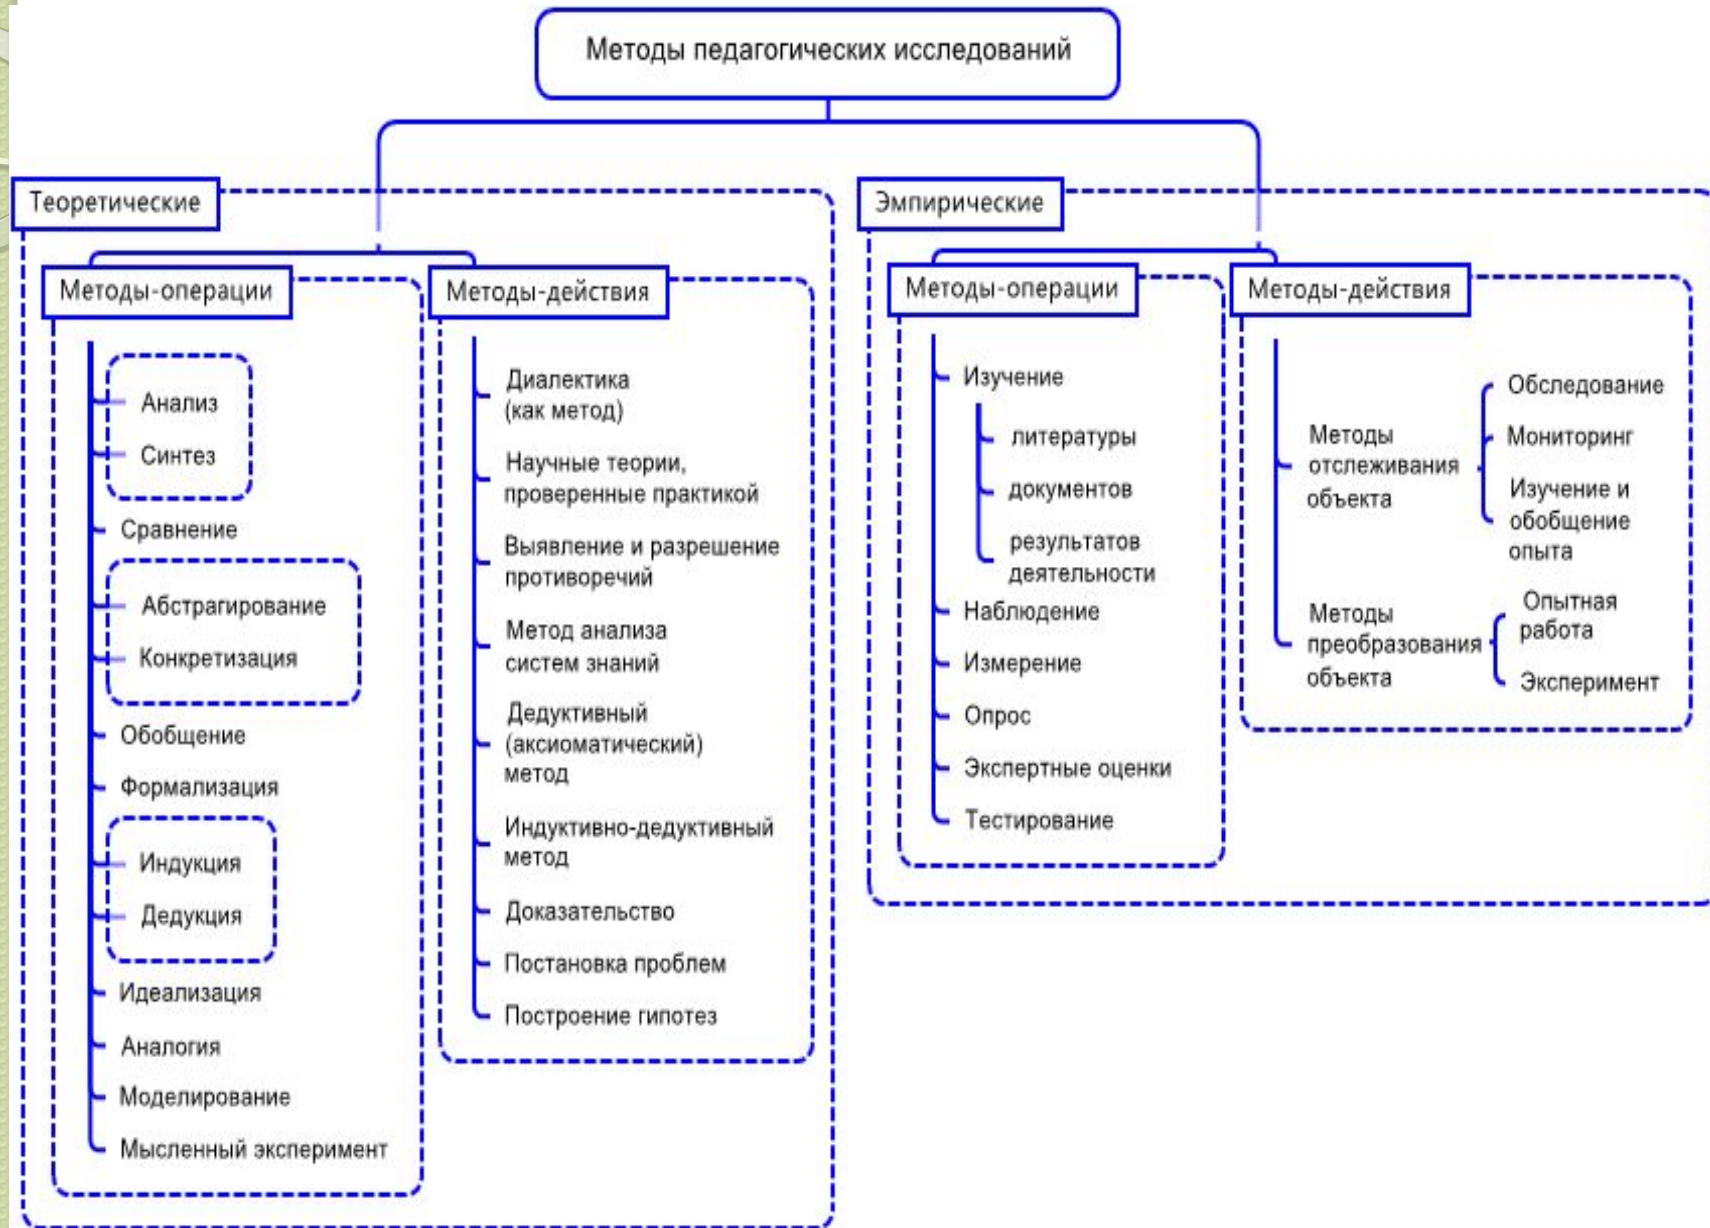 Методы педагогических исследований
Теоретические
Методы-операции
Анализ
Синтез
Сравнение
Абстрагирование
Конкретизация
Обобщение
Формализация
Индукция
Дедукция
Идеализация
Аналогия
Моделирование
Мысленный эксперимент
Методы-действия
Диалектика
(как метод)
Научные теории,
проверенные практикой
Выявление и разрешение
противоречий
Метод анализа
систем знаний
Дедуктивный
(аксиоматический)
метод
Индуктивно-дедуктивный
метод
Доказательство
Постановка проблем
Построение гипотез
Эмпирические
Методы-операции
Изучение
литературы
документов
результатов
деятельности
Наблюдение
Измерение
Опрос
Экспертные оценки
Тестирование
Методы-действия
Методы
отслеживания
объекта
Обследование
Мониторинг
Изучение и
обобщение
опыта
Методы
преобразования
объекта
Опытная
работа
Эксперимент